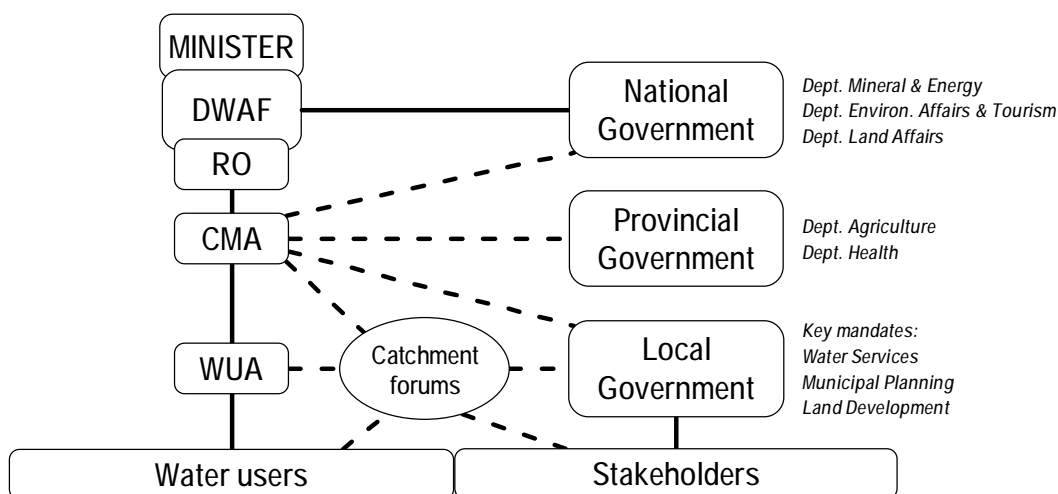 MINISTER
DWAF
RO
CMA
WUA
National
Government
Dept. Mineral & Energy
Dept. Environ. Affairs & Tourism
Dept. Land Affairs
Provincial
Government
Dept. Agriculture
Dept. Health
Catchment
forums
Local
Government
Key mandates:
Water Services
Municipal Planning
Land Development
Water users
Stakeholders